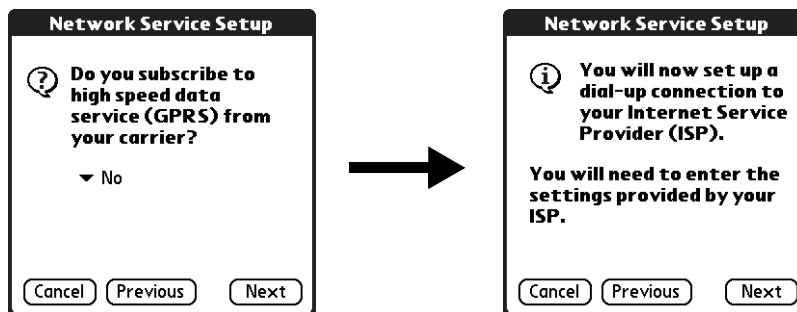 Network Service Setup
Do you subscribe to
high speed data
service (GPRS) from
your carrier?
No
Cancel Previous Next
Network Service Setup
You will now set up a
dial-up connection to
your Internet Service
Provider (ISP).
You will need to enter the
settings provided by your
ISP.
Cancel Previous Next